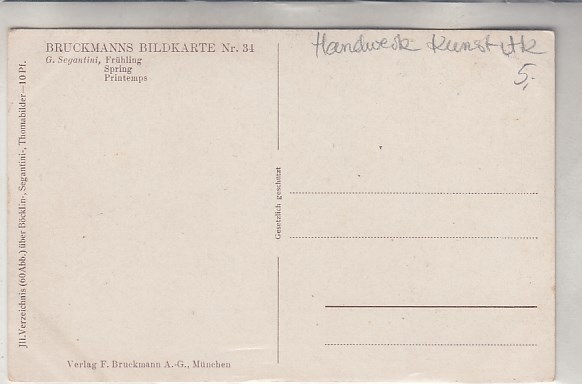 BRUCKMANNS BILDKARTE Nr. 34
G. Segantini, Frühling
Spring
Printemps
Handwerk Kunst
5,-
Jll. Verzeichnis (60 Abb.) über Böcklin-, Segantini-, Thomabilder—10 Pf.
Gesetzlich geschützt
Verlag F. Bruckmann A.-G., München